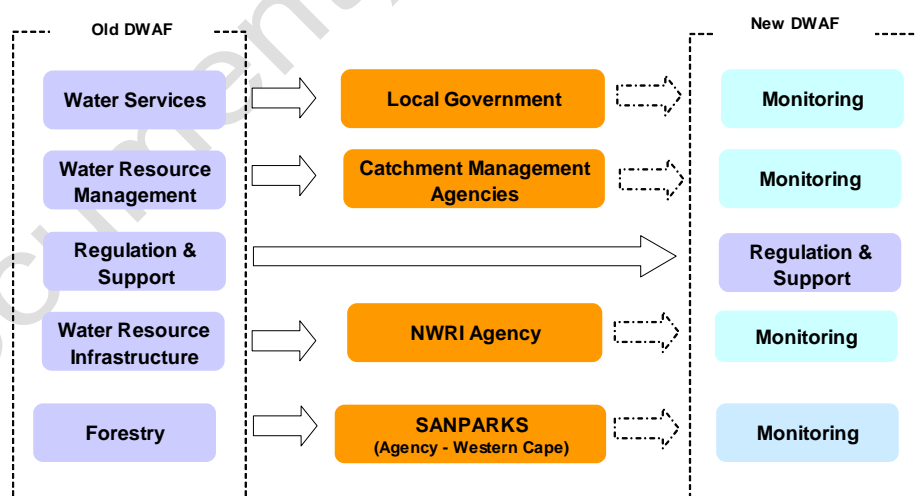 Old DWAF
New DWAF
Water Services
Local Government
Monitoring
Water Resource
Management
Catchment Management
Agencies
Monitoring
Regulation &
Support
Regulation &
Support
Water Resource
Infrastructure
NWRI Agency
Monitoring
Forestry
SANPARKS
(Agency - Western Cape)
Monitoring